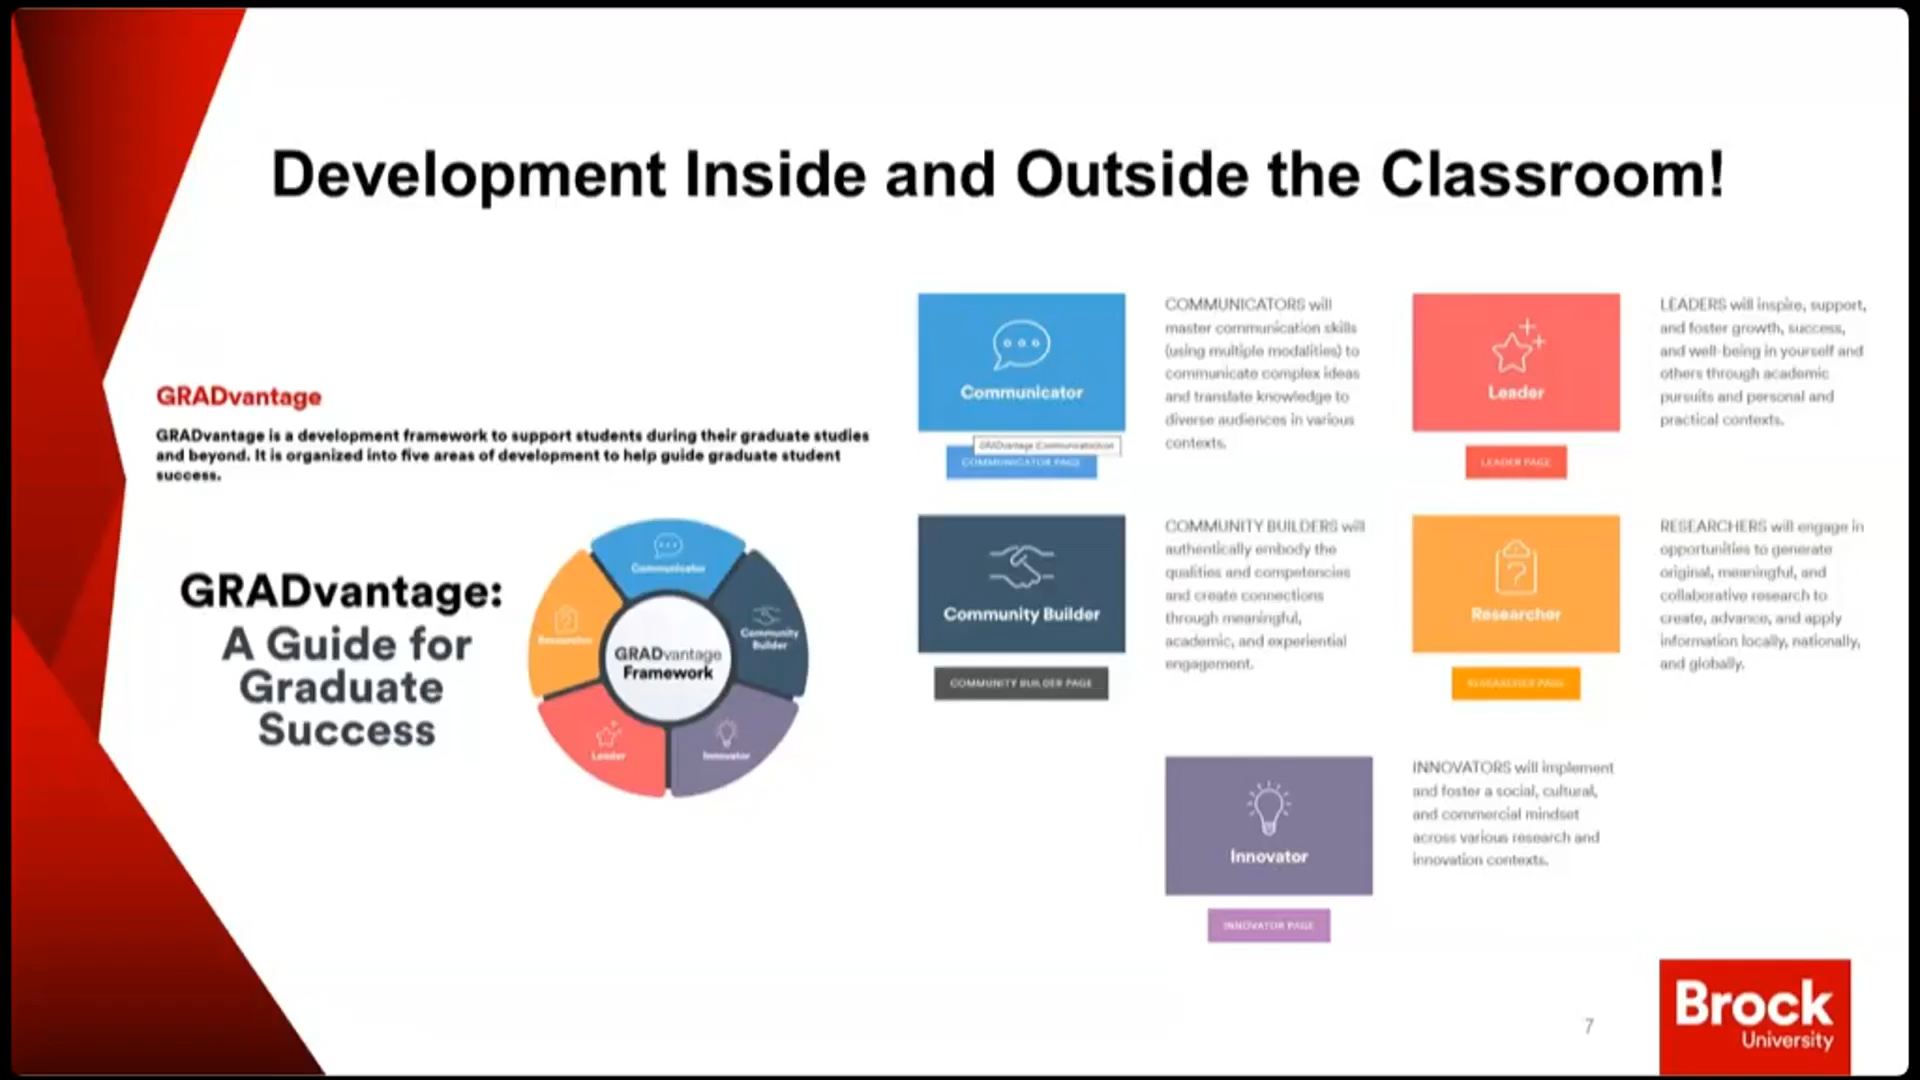 Development Inside and Outside the Classroom!
GRADvantage
GRADvantage is a development framework to support students during their graduate studies
and beyond. It is organized into five areas of development to help guide graduate student
success.
GRADvantage:
A Guide for
Graduate
Success
Communicator
Community
Builder
Innovator
Leader
Researcher
GRADvantage
Framework
Communicator
COMMUNICATOR PAGE
COMMUNICATORS will
master communication skills
(using multiple modalities) to
communicate complex ideas
and translate knowledge to
diverse audiences in various
contexts.
Leader
LEADER PAGE
LEADERS will inspire, support,
and foster growth, success,
and well-being in yourself and
others through academic
pursuits and personal and
practical contexts.
Community Builder
COMMUNITY BUILDER PAGE
COMMUNITY BUILDERS will
authentically embody the
qualities and competencies
and create connections
through meaningful,
academic, and experiential
engagement.
Researcher
RESEARCHER PAGE
RESEARCHERS will engage in
opportunities to generate
original, meaningful, and
collaborative research to
create, advance, and apply
information locally, nationally,
and globally.
Innovator
INNOVATOR PAGE
INNOVATORS will implement
and foster a social, cultural,
and commercial mindset
across various research and
innovation contexts.
7
Brock
University